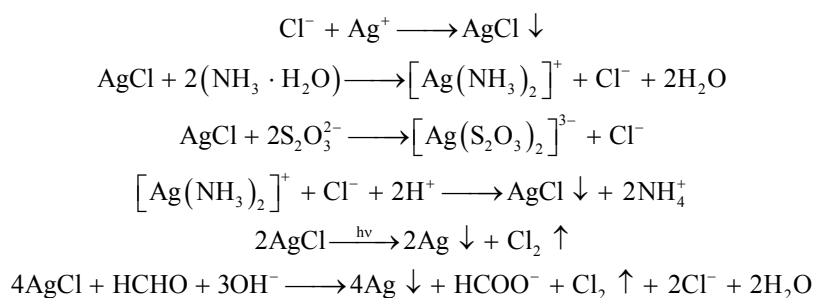 Cl⁻ + Ag⁺ ⟶ AgCl ↓
AgCl + 2(NH₃ · H₂O) ⟶ [Ag(NH₃)₂]⁺ + Cl⁻ + 2H₂O
AgCl + 2S₂O₃²⁻ ⟶ [Ag(S₂O₃)₂]³⁻ + Cl⁻
[Ag(NH₃)₂]⁺ + Cl⁻ + 2H⁺ ⟶ AgCl ↓ + 2NH₄⁺
2AgCl —hν→ 2Ag ↓ + Cl₂ ↑
4AgCl + HCHO + 3OH⁻ ⟶ 4Ag ↓ + HCOO⁻ + Cl₂ ↑ + 2Cl⁻ + 2H₂O